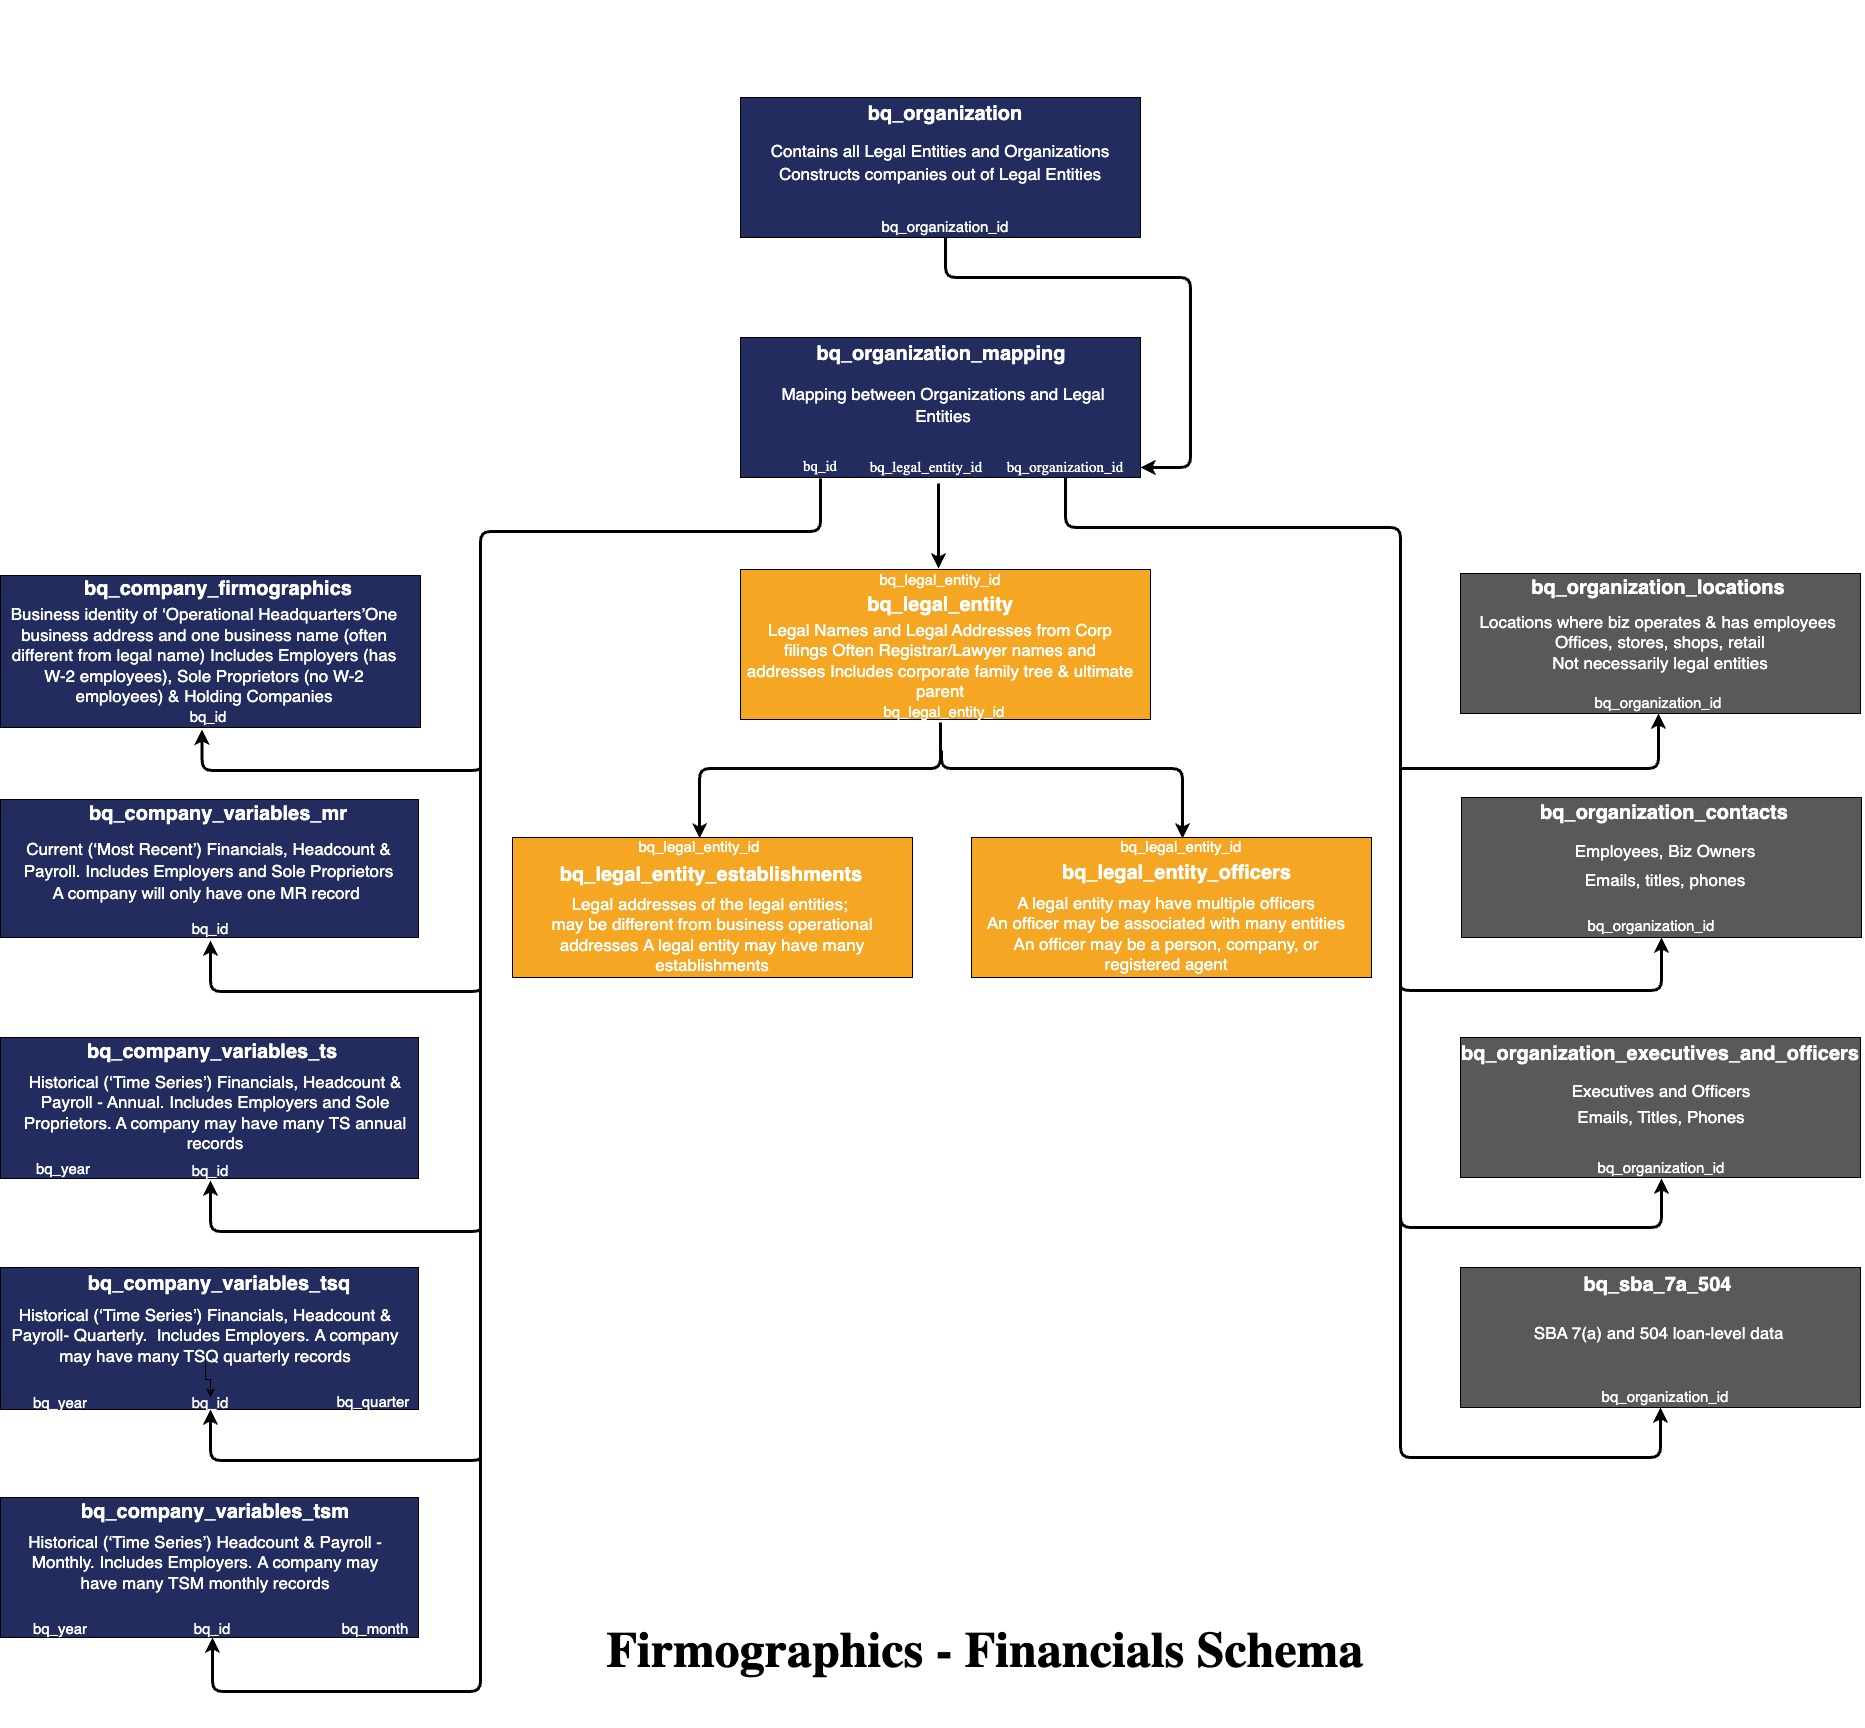 bq_organization
Contains all Legal Entities and Organizations
Constructs companies out of Legal Entities
bq_organization_id
bq_organization_mapping
Mapping between Organizations and Legal
Entities
bq_id bq_legal_entity_id bq_organization_id
bq_company_firmographics
Business identity of ‘Operational Headquarters’One
business address and one business name (often
different from legal name) Includes Employers (has
W-2 employees), Sole Proprietors (no W-2
employees) & Holding Companies
bq_id
bq_company_variables_mr
Current (‘Most Recent’) Financials, Headcount &
Payroll. Includes Employers and Sole Proprietors
A company will only have one MR record
bq_id
bq_company_variables_ts
Historical (‘Time Series’) Financials, Headcount &
Payroll - Annual. Includes Employers and Sole
Proprietors. A company may have many TS annual
records
bq_year bq_id
bq_company_variables_tsq
Historical (‘Time Series’) Financials, Headcount &
Payroll- Quarterly.  Includes Employers. A company
may have many TSQ quarterly records
bq_year bq_id bq_quarter
bq_company_variables_tsm
Historical (‘Time Series’) Headcount & Payroll -
Monthly. Includes Employers. A company may
have many TSM monthly records
bq_year bq_id bq_month
bq_legal_entity_id
bq_legal_entity
Legal Names and Legal Addresses from Corp
filings Often Registrar/Lawyer names and
addresses Includes corporate family tree & ultimate
parent
bq_legal_entity_id
bq_legal_entity_id
bq_legal_entity_establishments
Legal addresses of the legal entities;
may be different from business operational
addresses A legal entity may have many
establishments
bq_legal_entity_id
bq_legal_entity_officers
A legal entity may have multiple officers
An officer may be associated with many entities
An officer may be a person, company, or
registered agent
bq_organization_locations
Locations where biz operates & has employees
Offices, stores, shops, retail
Not necessarily legal entities
bq_organization_id
bq_organization_contacts
Employees, Biz Owners
Emails, titles, phones
bq_organization_id
bq_organization_executives_and_officers
Executives and Officers
Emails, Titles, Phones
bq_organization_id
bq_sba_7a_504
SBA 7(a) and 504 loan-level data
bq_organization_id
Firmographics - Financials Schema